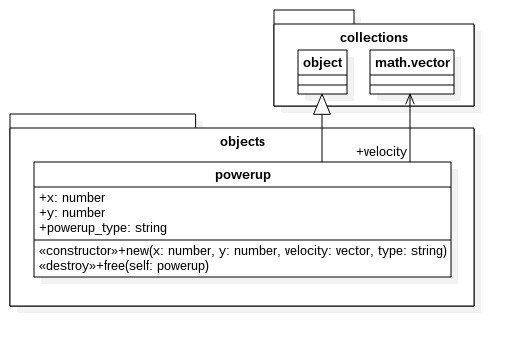 collections
object
math.vector
objects
+velocity
powerup
+x: number
+y: number
+powerup_type: string
«constructor»+new(x: number, y: number, velocity: vector, type: string)
«destroy»+free(self: powerup)